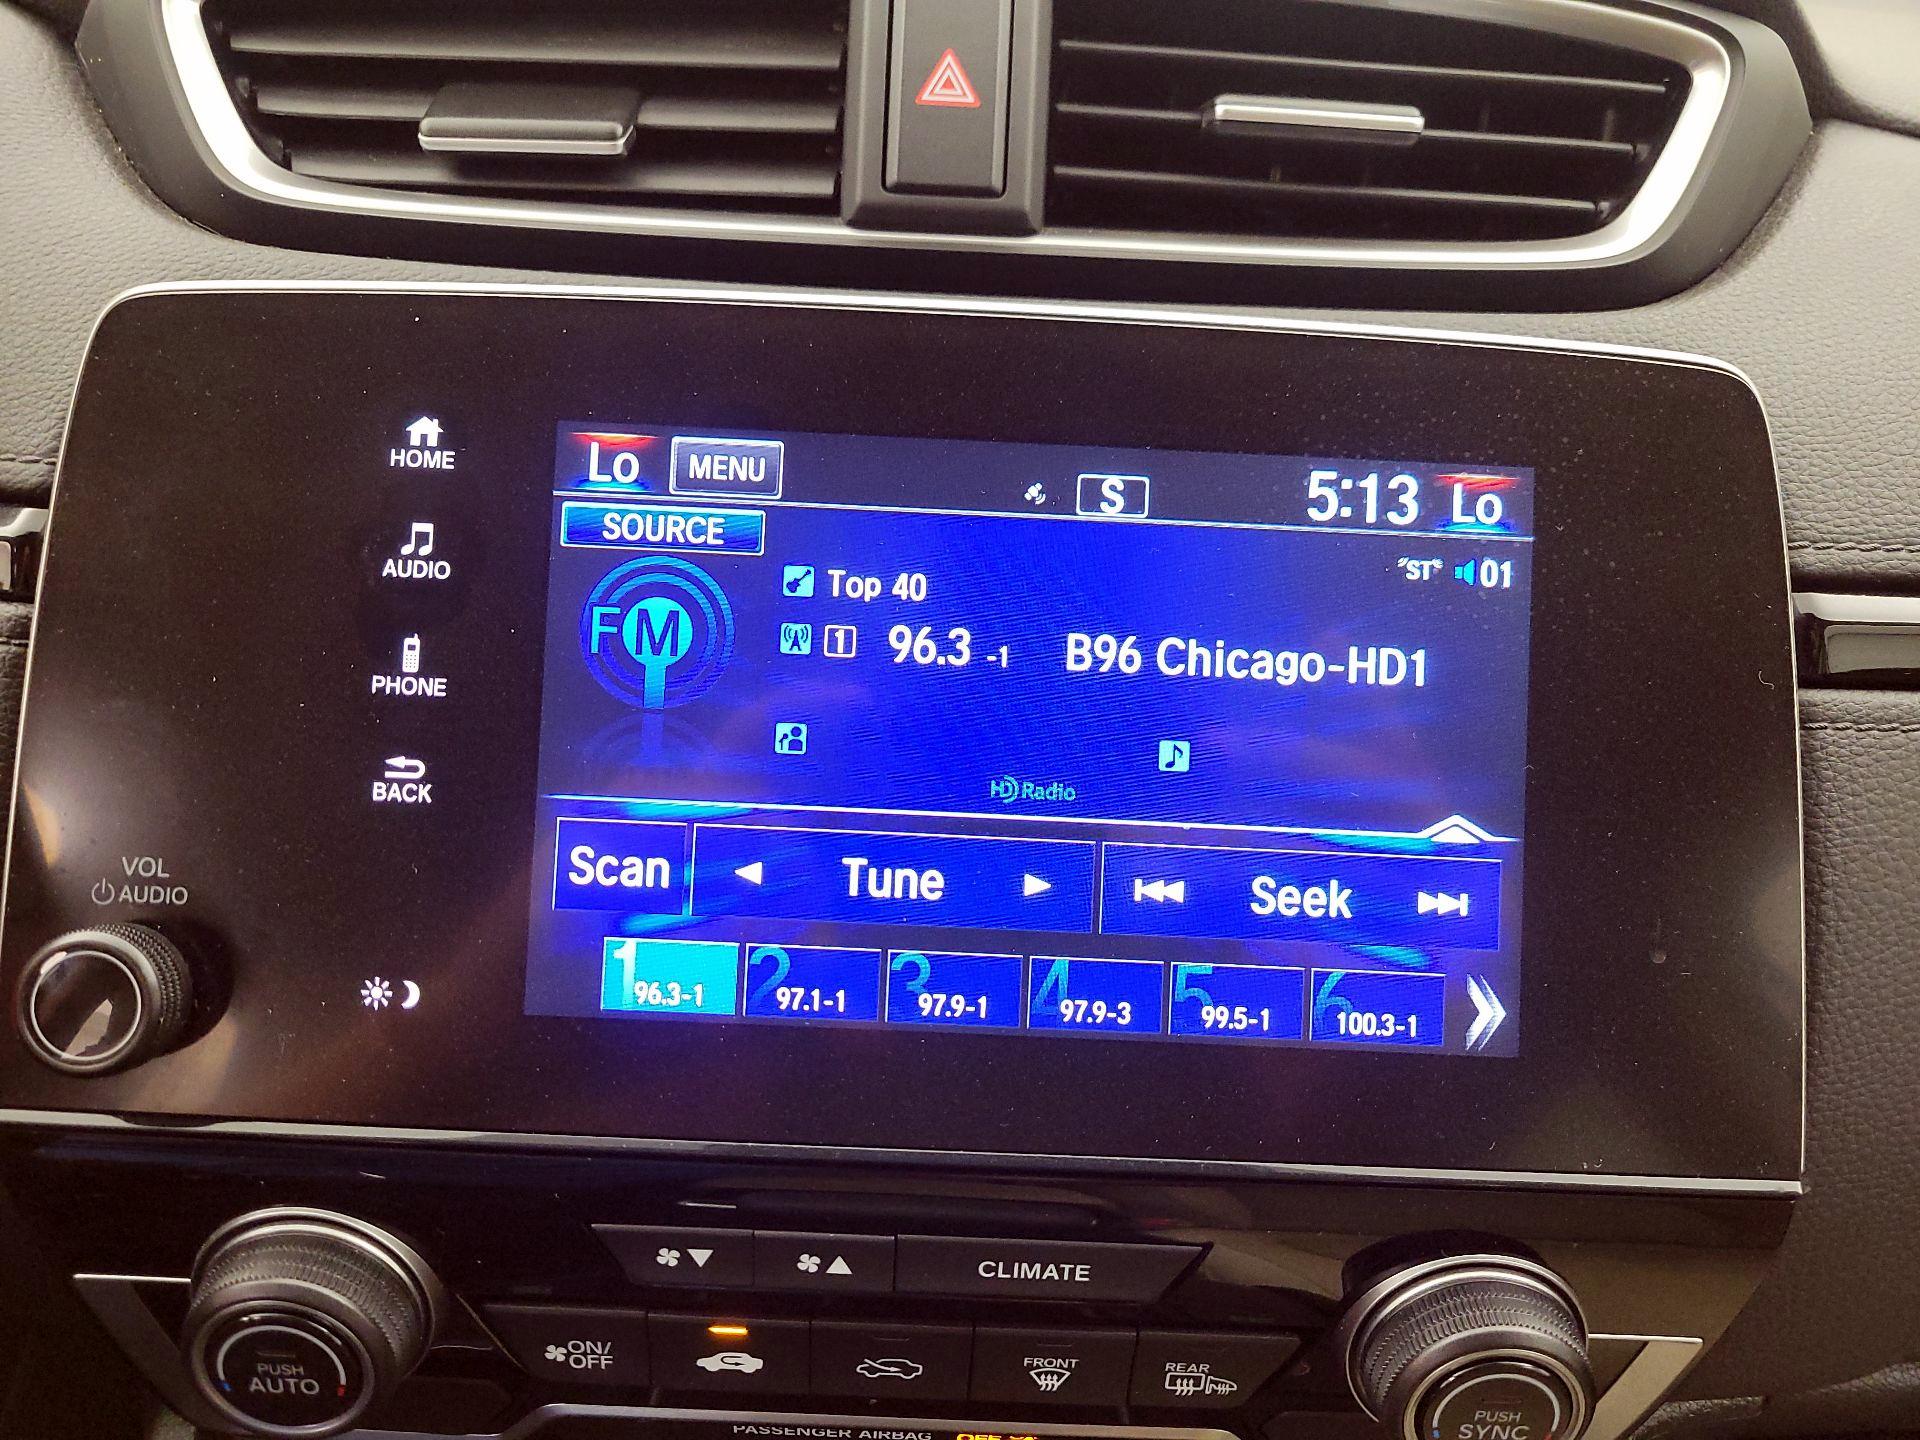 HOME
AUDIO
PHONE
BACK
VOL
AUDIO
Lo MENU S 5:13 Lo
SOURCE
"ST" 01
FM
Top 40
1 96.3 -1 B96 Chicago-HD1
HD Radio
Scan Tune Seek
1 96.3-1
2 97.1-1
3 97.9-1
4 97.9-3
5 99.5-1
6 100.3-1
CLIMATE
ON/
OFF
FRONT
REAR
PUSH
AUTO
PUSH
SYNC
PASSENGER AIRBAG OFF